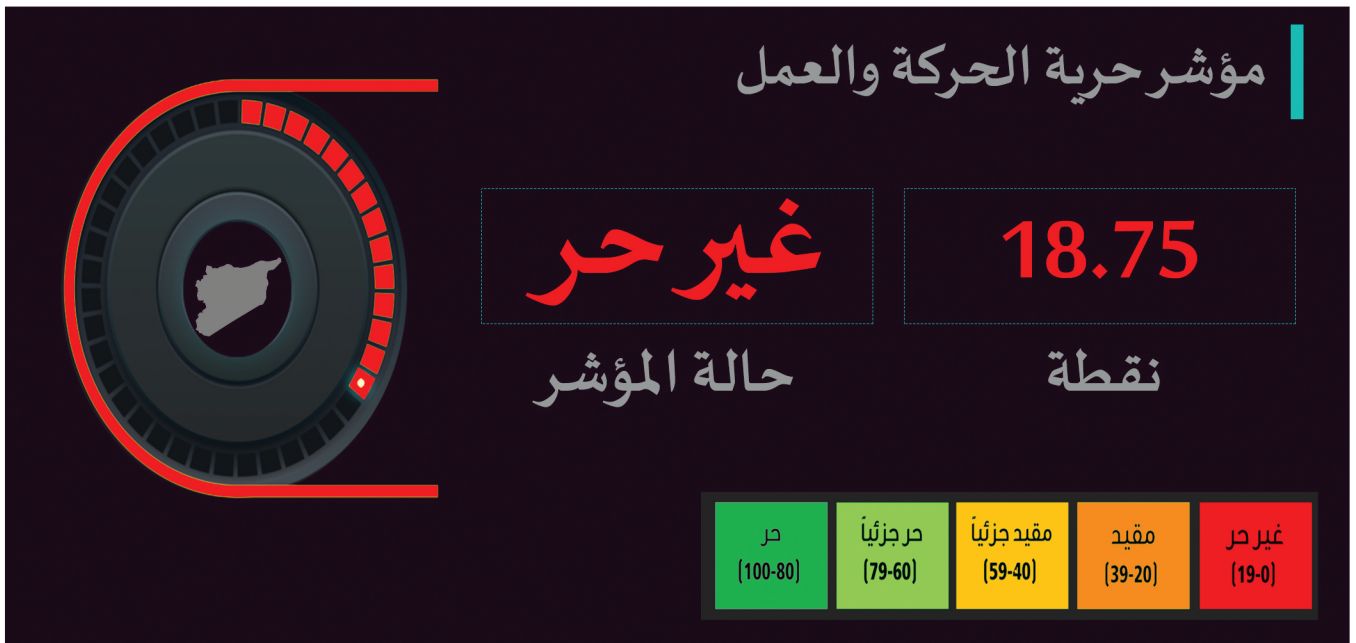 مؤشر حرية الحركة والعمل
18.75
نقطة
غير حر
حالة المؤشر
غير حر
(19-0)
مقيد
(39-20)
مقيد جزئياً
(59-40)
حر جزئياً
(79-60)
حر
(100-80)